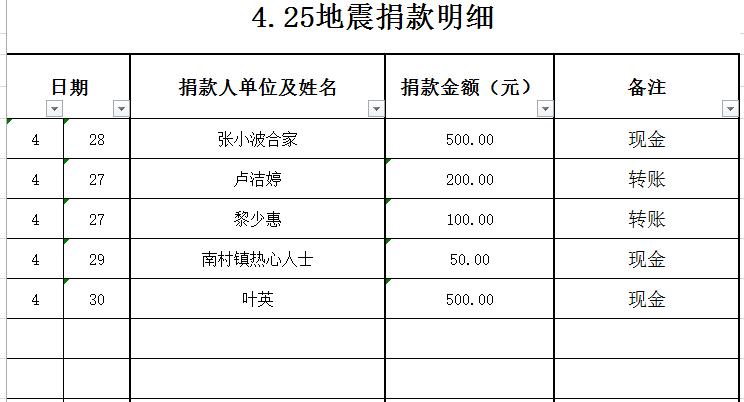 4.25地震捐款明细
日期 捐款人单位及姓名 捐款金额（元） 备注
4 28 张小波合家 500.00 现金
4 27 卢洁婷 200.00 转账
4 27 黎少惠 100.00 转账
4 29 南村镇热心人士 50.00 现金
4 30 叶英 500.00 现金